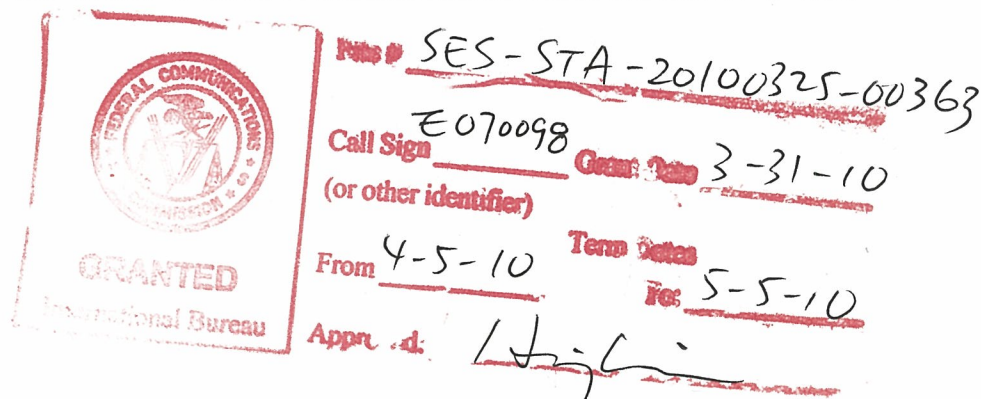 FEDERAL COMMUNICATIONS COMMISSION
GRANTED
International Bureau
File # SES-STA-20100325-00363
Call Sign E070098 Grant Date 3-31-10
(or other identifier)
Term Dates
From 4-5-10 To: 5-5-10
Approved: